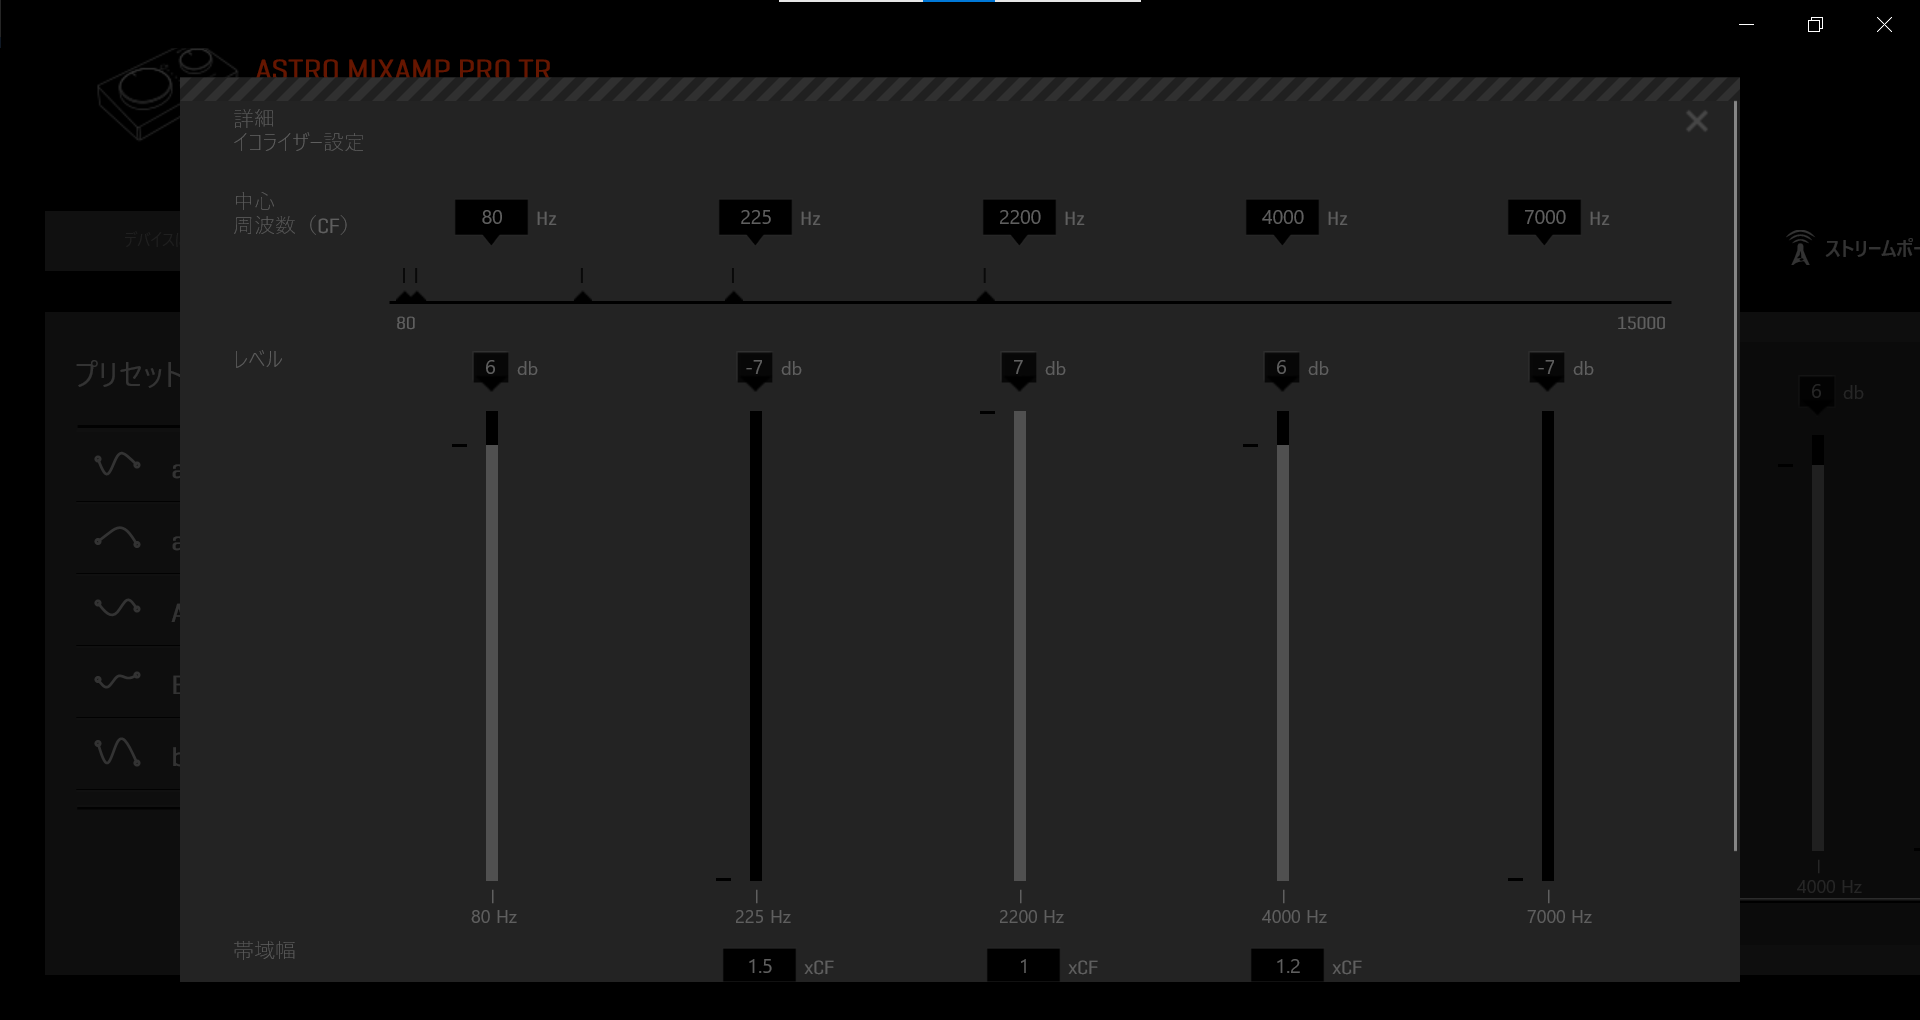 ASTRO MIXAMP PRO TR
詳細
イコライザー設定
中心
周波数（CF）
80 Hz
225 Hz
2200 Hz
4000 Hz
7000 Hz
デバイスに
ストリームポー
80
15000
レベル
6 db
-7 db
7 db
6 db
-7 db
プリセット
6 db
80 Hz
225 Hz
2200 Hz
4000 Hz
7000 Hz
4000 Hz
帯域幅
1.5 xCF
1 xCF
1.2 xCF